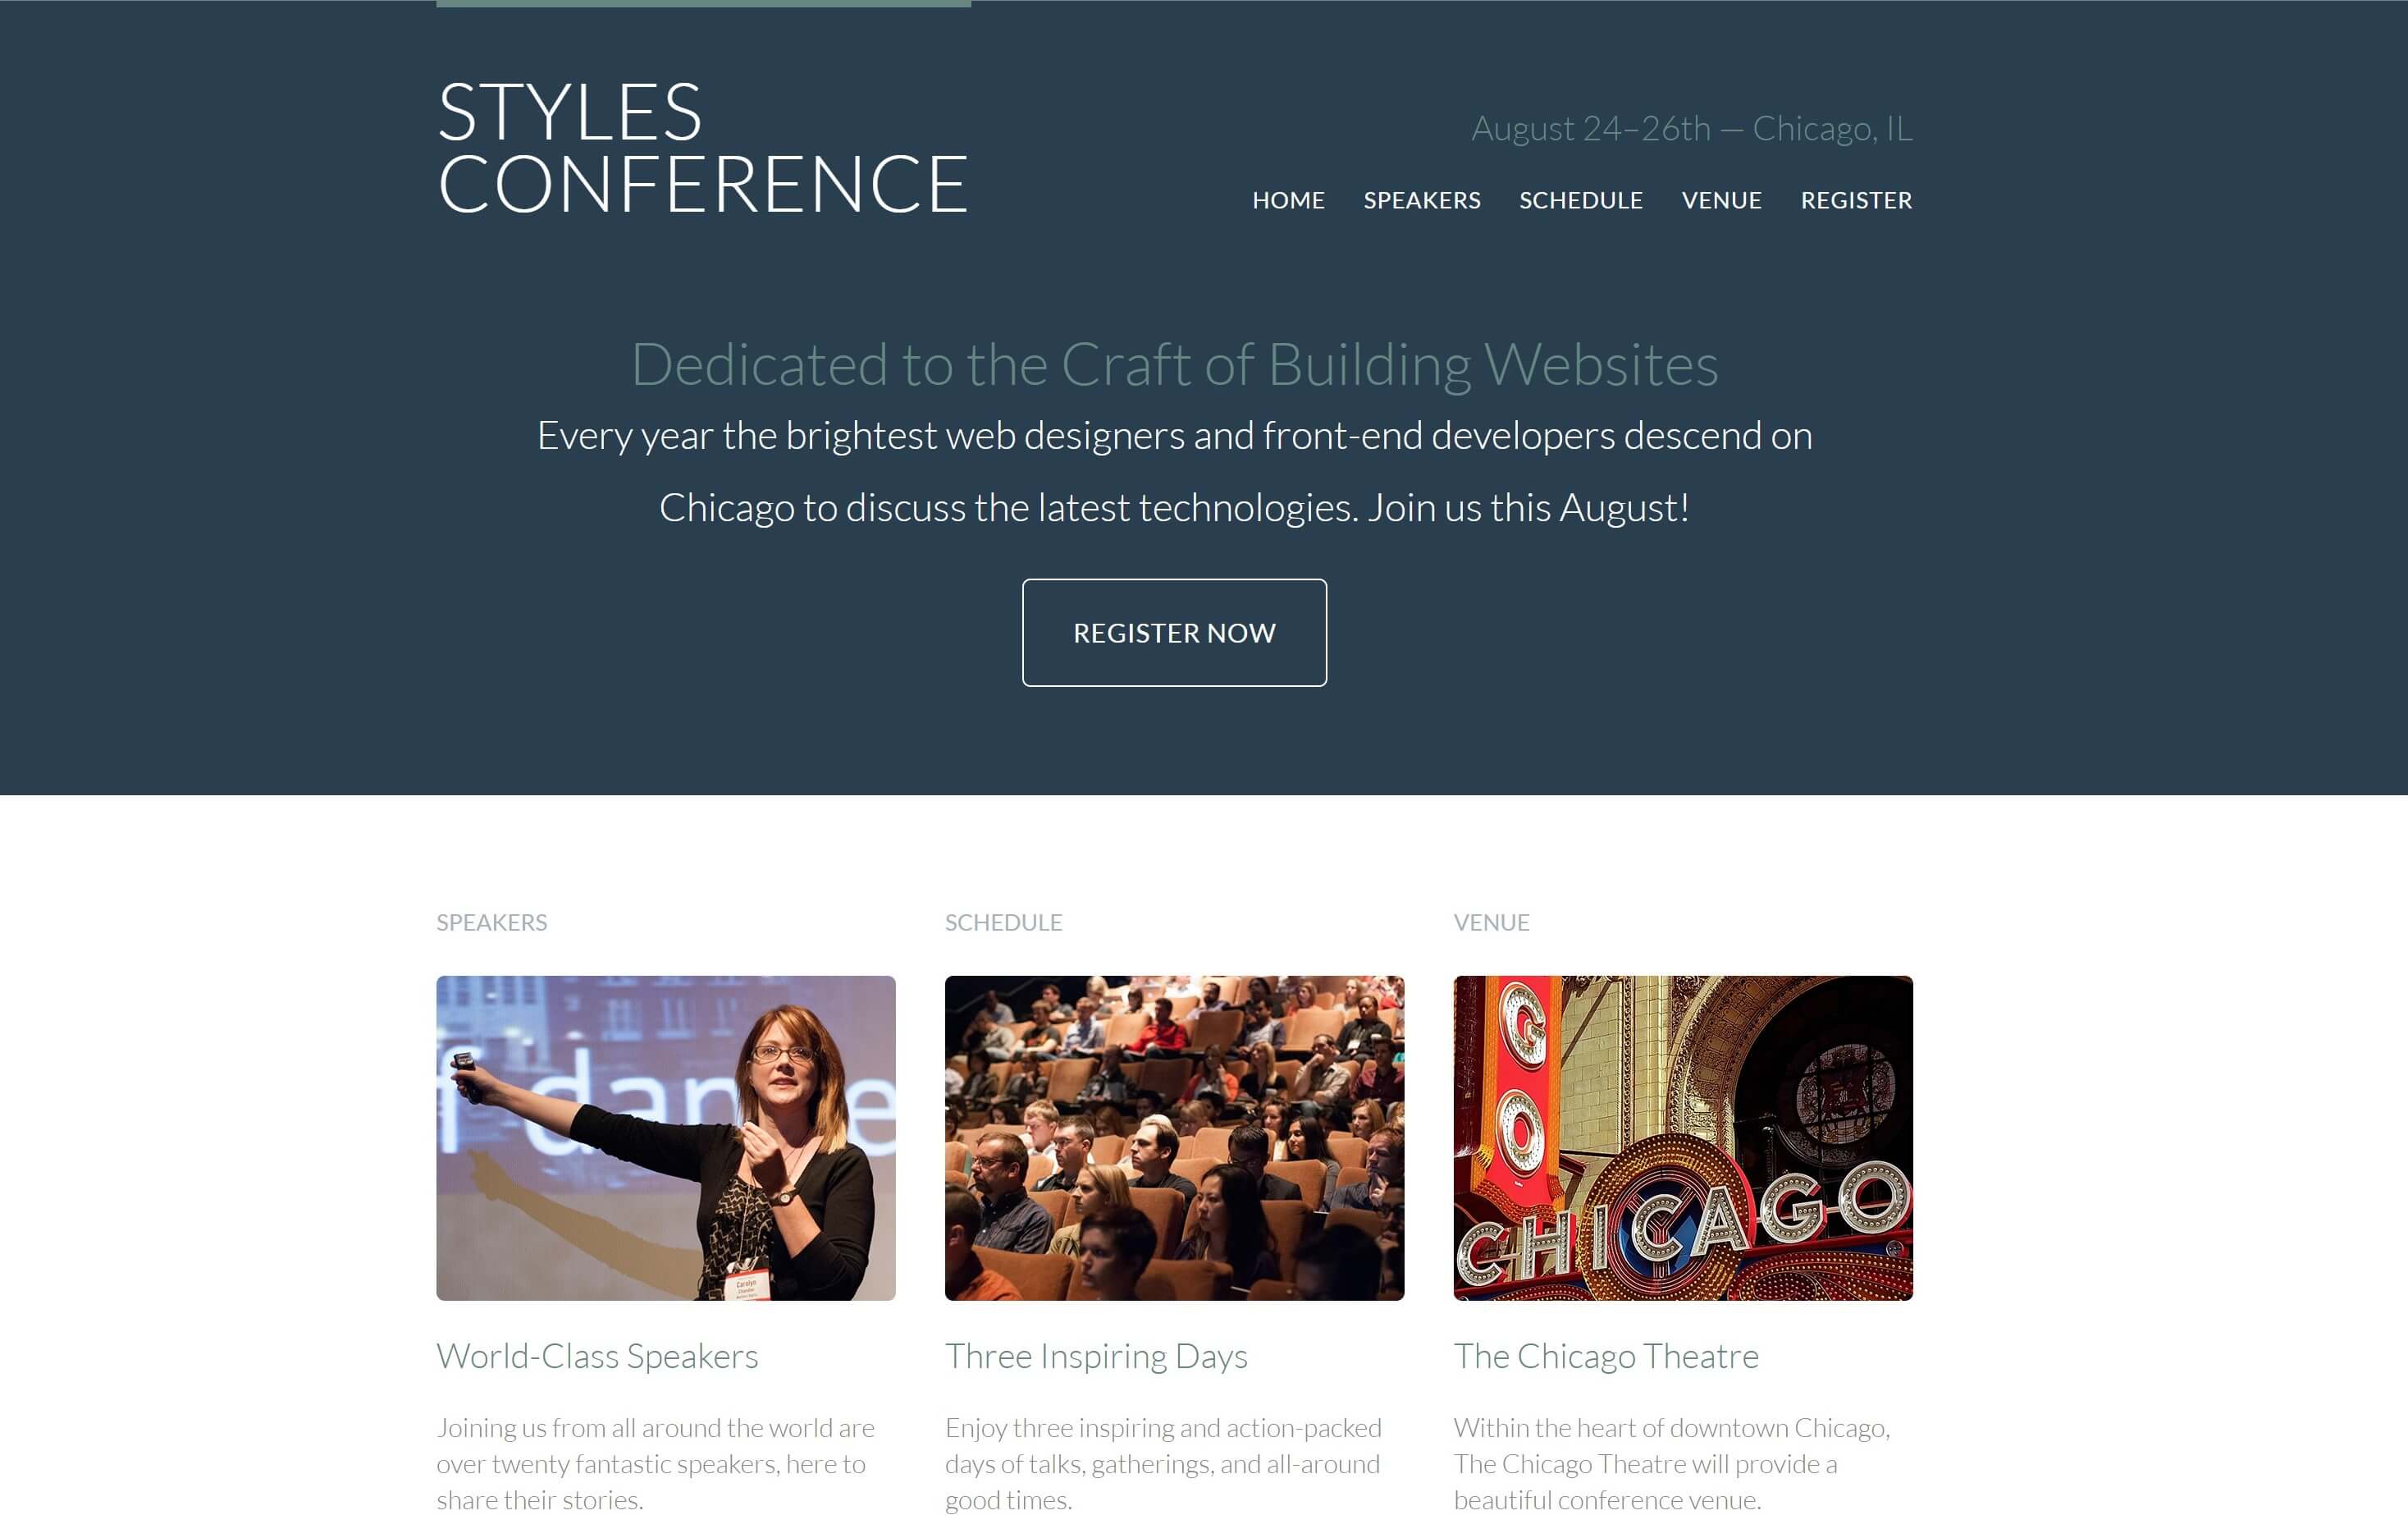 STYLES
CONFERENCE
August 24–26th — Chicago, IL
HOME SPEAKERS SCHEDULE VENUE REGISTER
Dedicated to the Craft of Building Websites
Every year the brightest web designers and front-end developers descend on
Chicago to discuss the latest technologies. Join us this August!
REGISTER NOW
SPEAKERS
f dan e
Carolyn
World-Class Speakers
Joining us from all around the world are
over twenty fantastic speakers, here to
share their stories.
SCHEDULE
Three Inspiring Days
Enjoy three inspiring and action-packed
days of talks, gatherings, and all-around
good times.
VENUE
GO
CHICAGO
The Chicago Theatre
Within the heart of downtown Chicago,
The Chicago Theatre will provide a
beautiful conference venue.